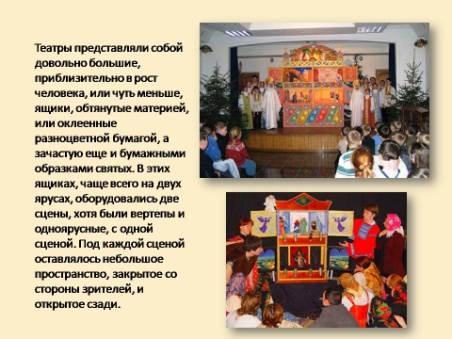 Театры представляли собой
довольно большие,
приблизительно в рост
человека, или чуть меньше,
ящики, обтянутые материей,
или оклеенные
разноцветной бумагой, а
зачастую еще и бумажными
образками святых. В этих
ящиках, чаще всего на двух
ярусах, оборудовались две
сцены, хотя были вертепы и
одноярусные, с одной
сценой. Под каждой сценой
оставлялось небольшое
пространство, закрытое со
стороны зрителей, и
открытое сзади.